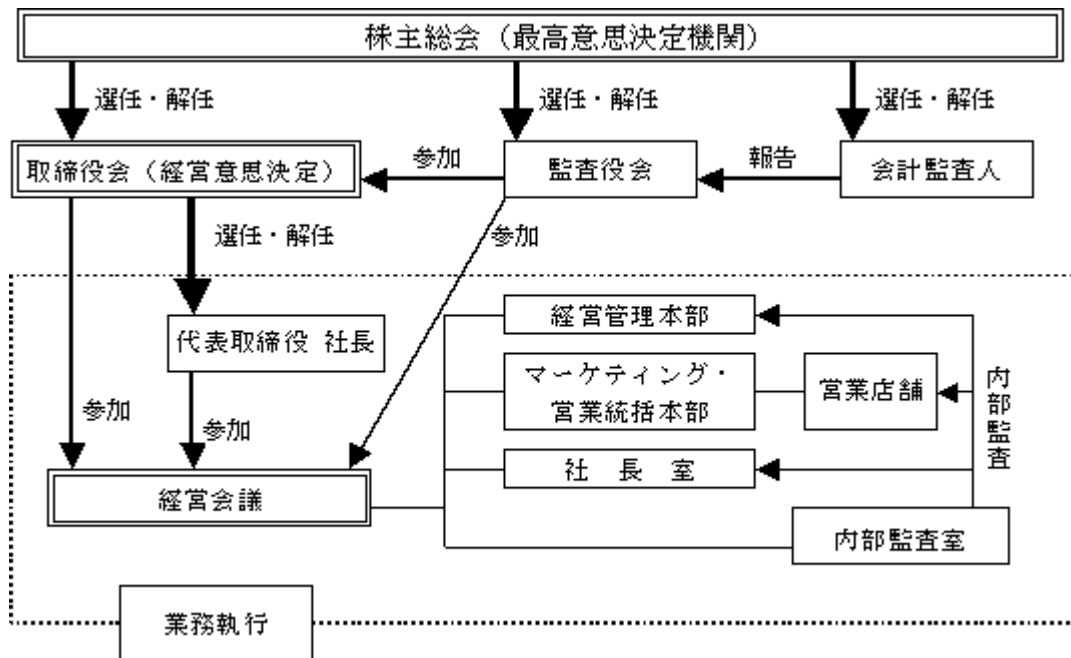 株主総会（最高意思決定機関）
選任・解任
選任・解任
選任・解任
取締役会（経営意思決定）
参加
監査役会
報告
会計監査人
選任・解任
参加
代表取締役 社長
経営管理本部
マーケティング・
営業統括本部
営業店舗
内部監査
参加
参加
社 長 室
経営会議
内部監査室
業務執行